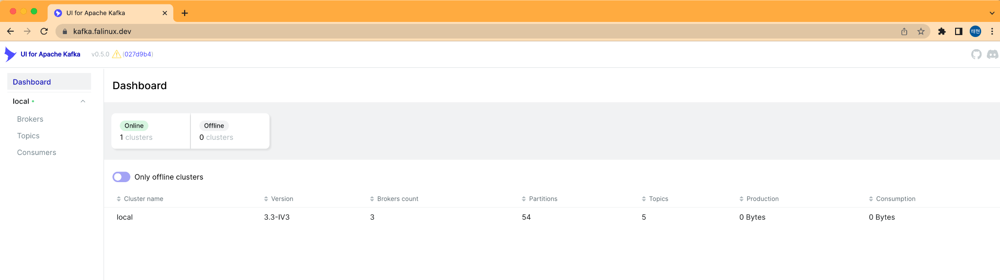 UI for Apache Kafka
kafka.falinux.dev
태현
UI for Apache Kafka v0.5.0 (027d9b4)
Dashboard
local
Brokers
Topics
Consumers
Dashboard
Online Offline
1 clusters 0 clusters
Only offline clusters
Cluster name Version Brokers count Partitions Topics Production Consumption
local 3.3-IV3 3 54 5 0 Bytes 0 Bytes